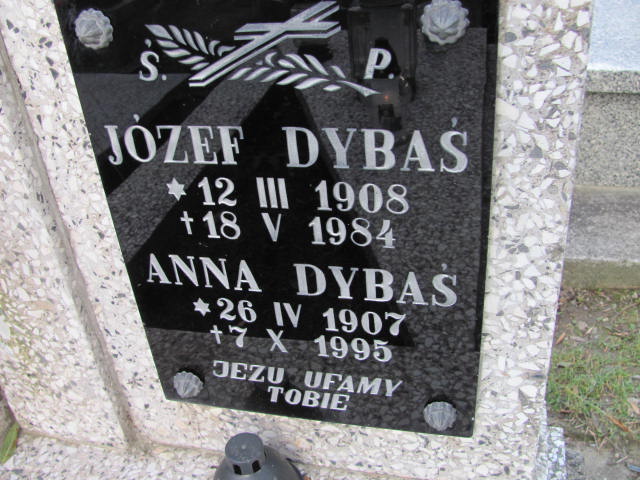 Ś. P.
JÓZEF DYBAŚ
* 12 III 1908
† 18 V 1984
ANNA DYBAŚ
* 26 IV 1907
† 7 X 1995
JEZU UFAMY
TOBIE